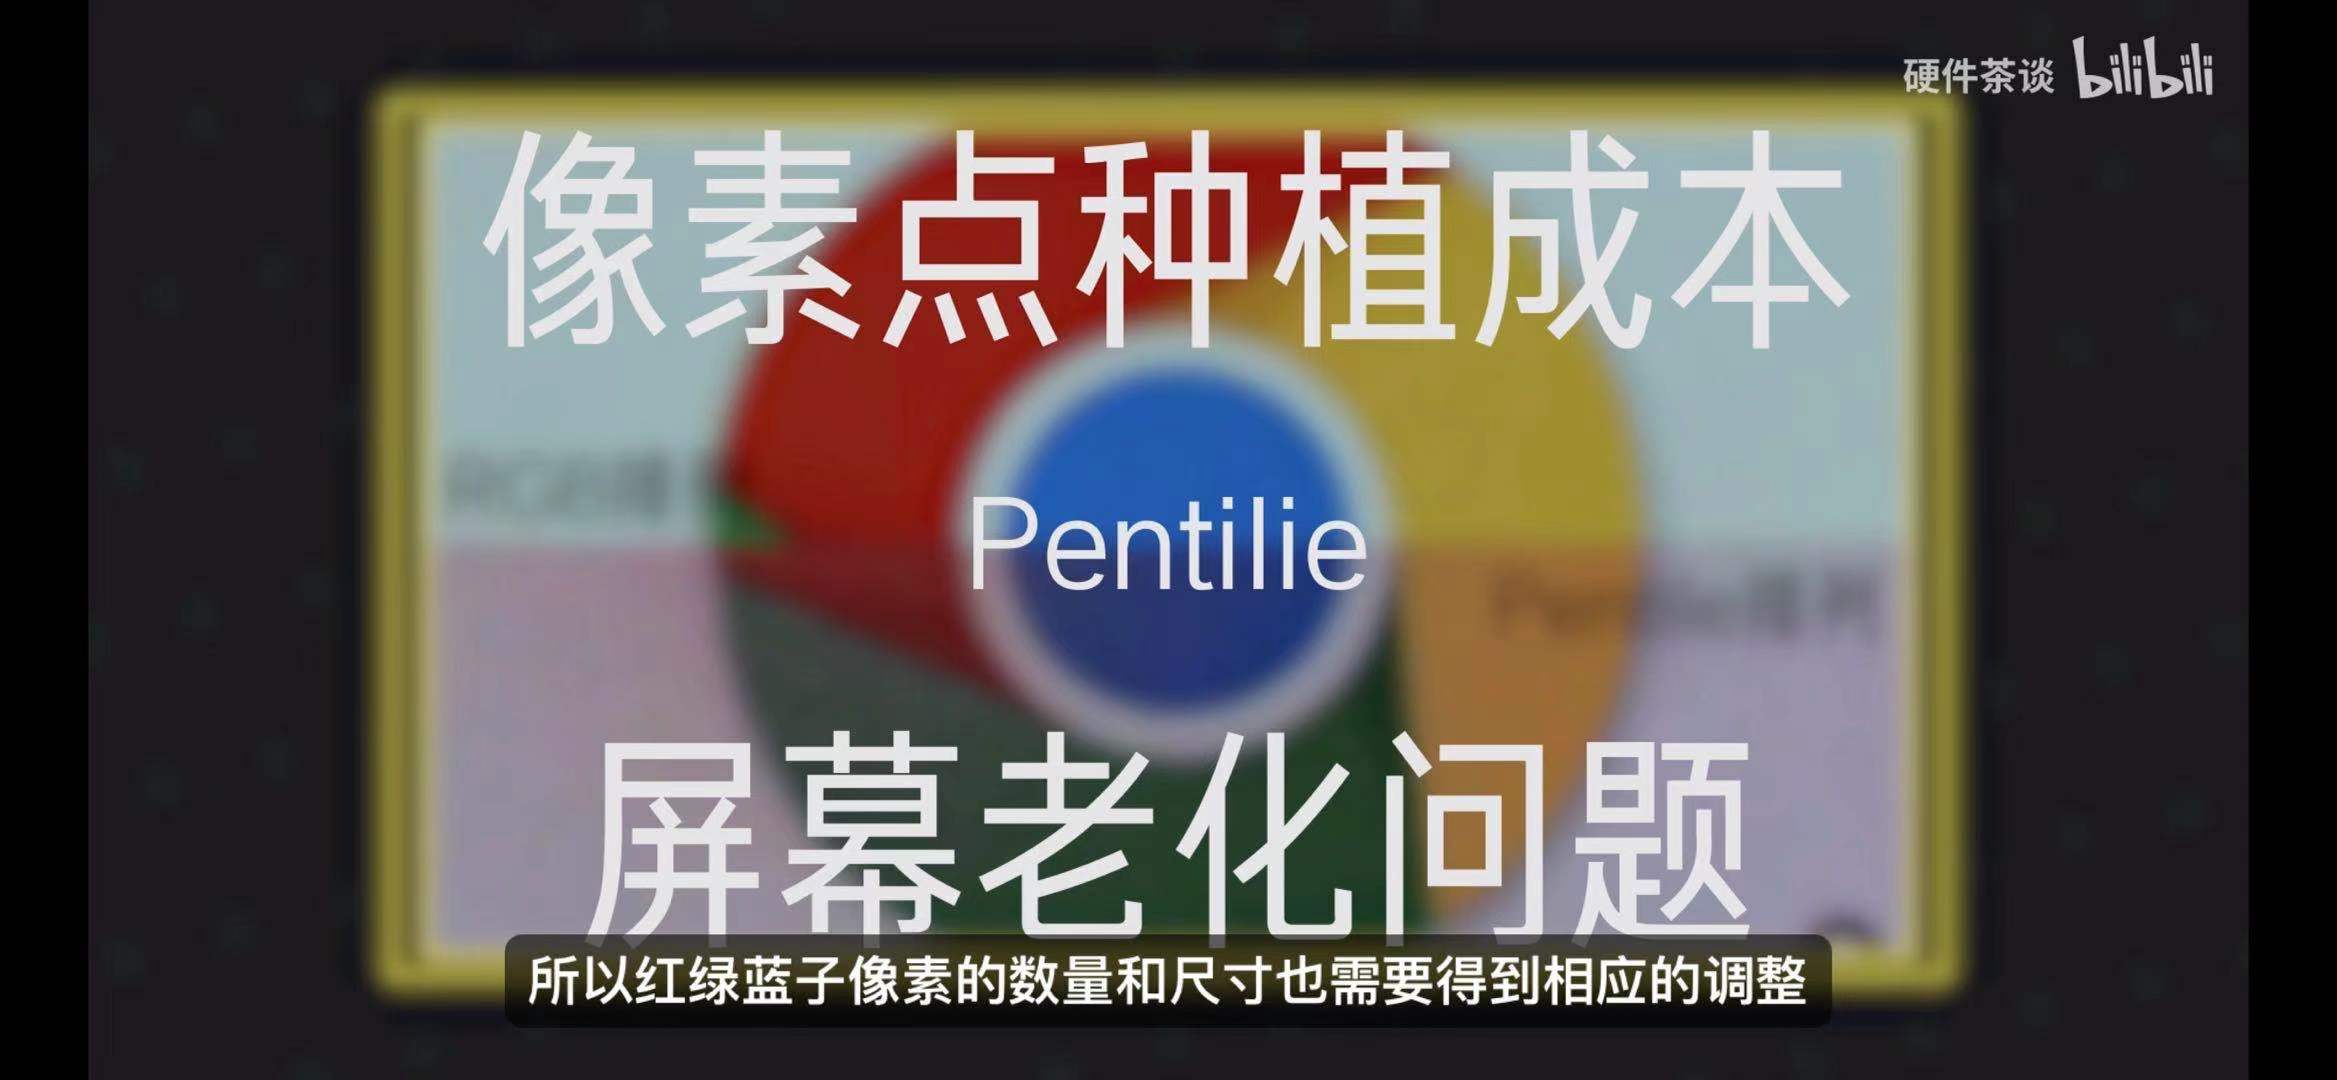 硬件茶谈 bilibili
像素点种植成本
Pentilie
屏幕老化问题
所以红绿蓝子像素的数量和尺寸也需要得到相应的调整